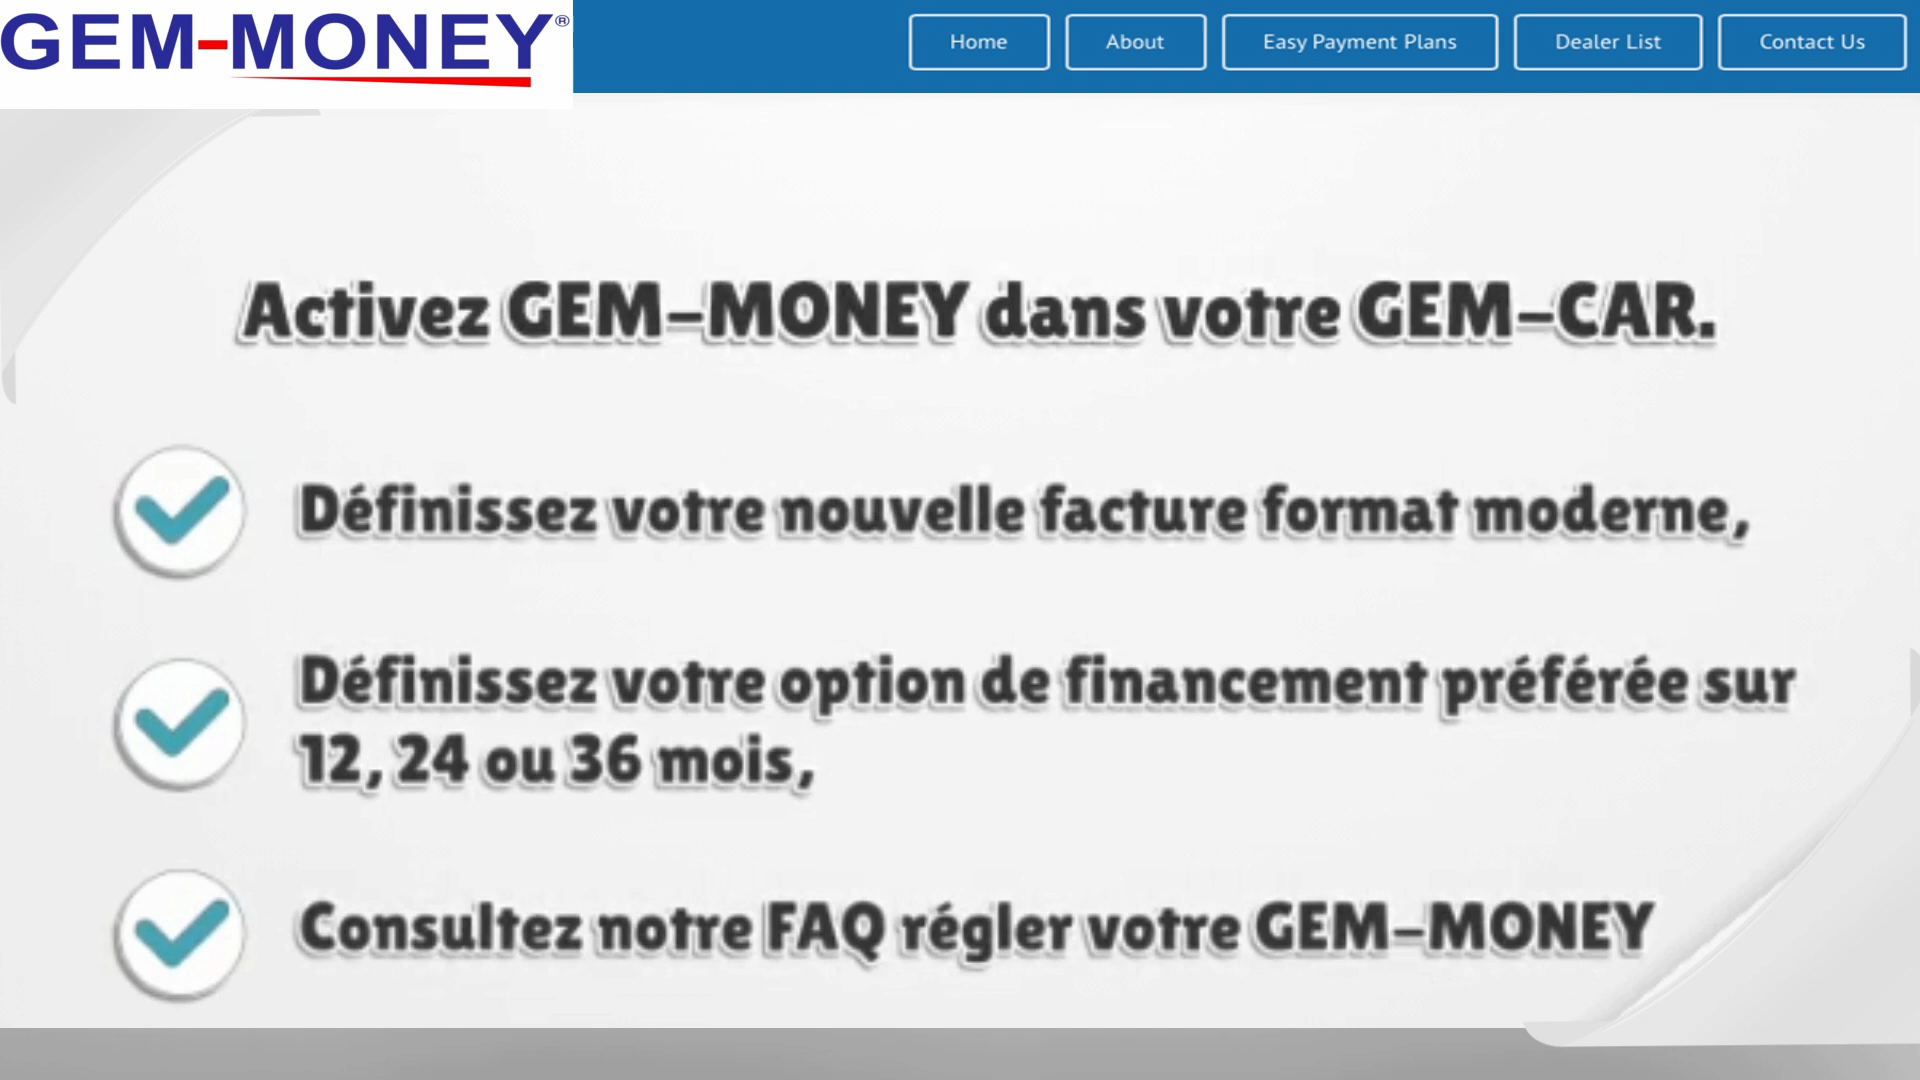 GEM-MONEY®
Home
About
Easy Payment Plans
Dealer List
Contact Us
Activez GEM-MONEY dans votre GEM-CAR.
Définissez votre nouvelle facture format moderne,
Définissez votre option de financement préférée sur
12, 24 ou 36 mois,
Consultez notre FAQ régler votre GEM-MONEY